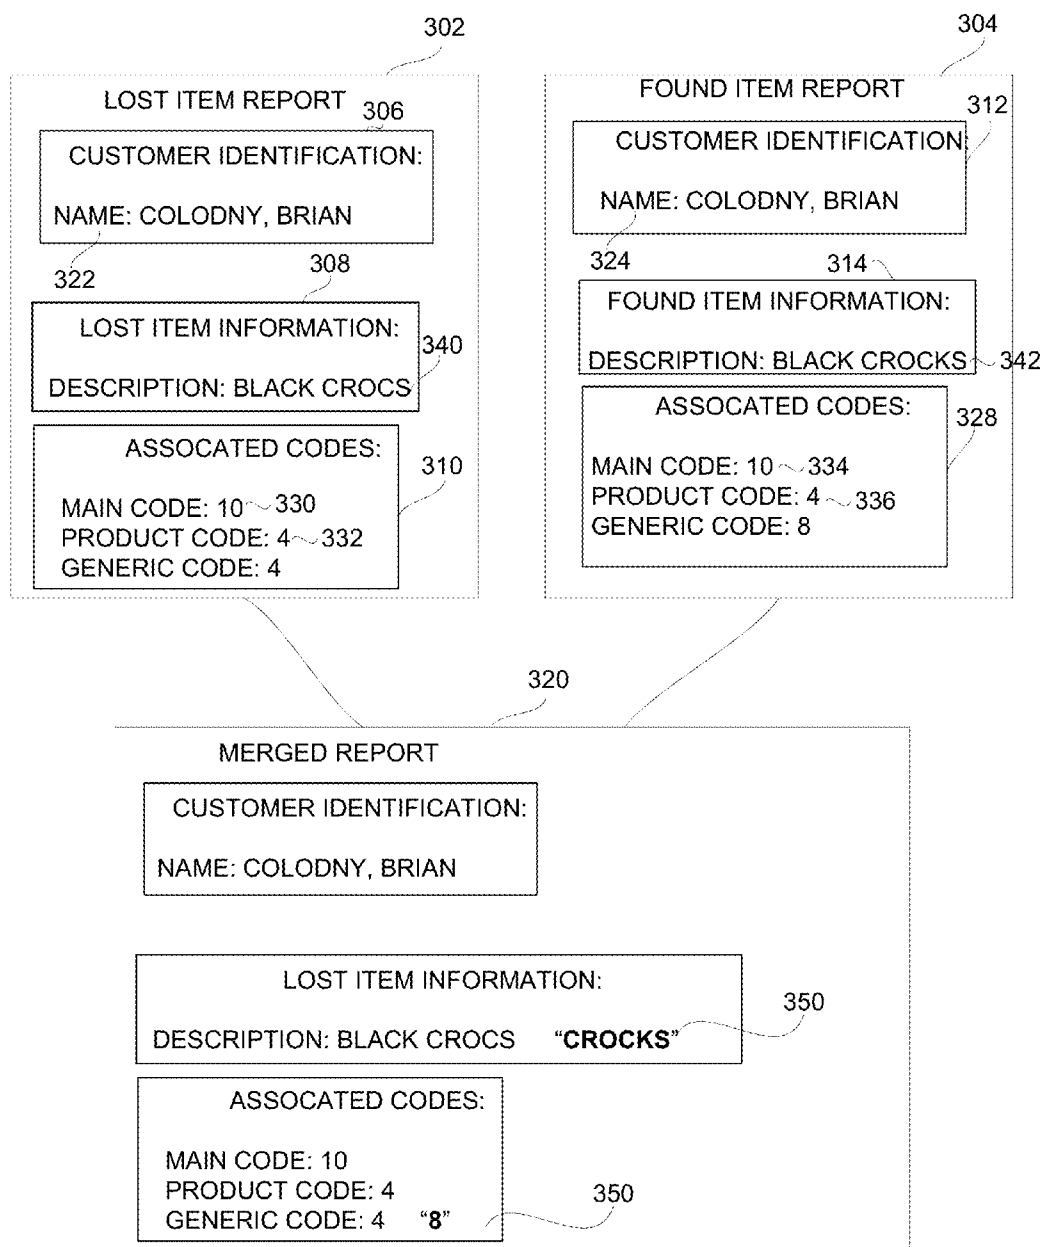 302
LOST ITEM REPORT
306
CUSTOMER IDENTIFICATION:
NAME: COLODNY, BRIAN
322
308
LOST ITEM INFORMATION:
340
DESCRIPTION: BLACK CROCS
ASSOCATED CODES:
310
MAIN CODE: 10 330
PRODUCT CODE: 4 332
GENERIC CODE: 4
304
FOUND ITEM REPORT
312
CUSTOMER IDENTIFICATION:
NAME: COLODNY, BRIAN
324
314
FOUND ITEM INFORMATION:
DESCRIPTION: BLACK CROCKS 342
ASSOCATED CODES:
328
MAIN CODE: 10 334
PRODUCT CODE: 4 336
GENERIC CODE: 8
320
MERGED REPORT
CUSTOMER IDENTIFICATION:
NAME: COLODNY, BRIAN
LOST ITEM INFORMATION:
350
DESCRIPTION: BLACK CROCS "CROCKS"
ASSOCATED CODES:
MAIN CODE: 10
PRODUCT CODE: 4
350
GENERIC CODE: 4 "8"